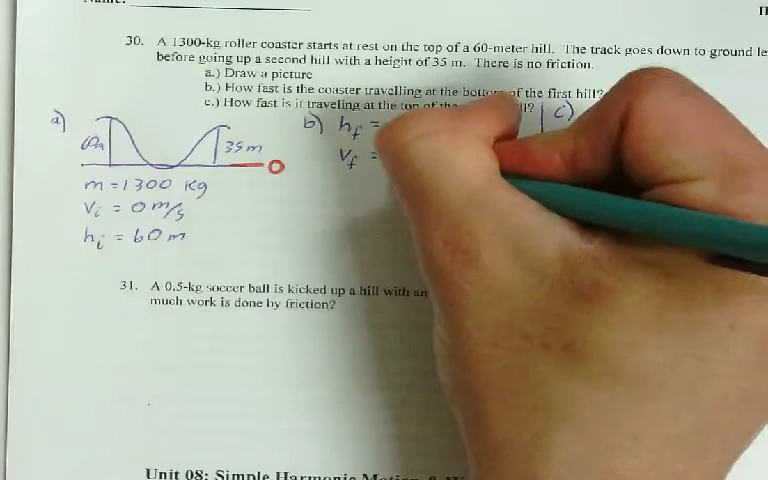 30. A 1300-kg roller coaster starts at rest on the top of a 60-meter hill. The track goes down to ground le
before going up a second hill with a height of 35 m. There is no friction.
a.) Draw a picture
b.) How fast is the coaster travelling at the bottom of the first hill?
c.) How fast is it traveling at the top of the ll?
a)
60m
35m
0
m = 1300 kg
vi = 0 m/s
hi = 60 m
b) hf =
vf =
c)
31. A 0.5-kg soccer ball is kicked up a hill with an
much work is done by friction?
Unit 08: Simple Harmonic